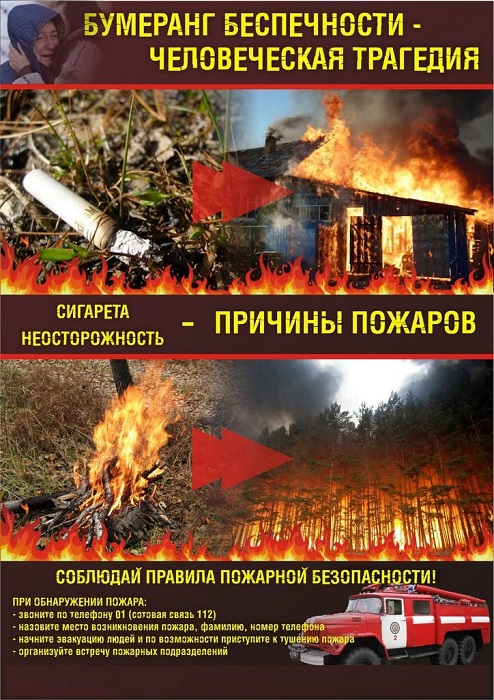 БУМЕРАНГ БЕСПЕЧНОСТИ -
ЧЕЛОВЕЧЕСКАЯ ТРАГЕДИЯ
СИГАРЕТА
НЕОСТОРОЖНОСТЬ
- ПРИЧИНЫ ПОЖАРОВ
СОБЛЮДАЙ ПРАВИЛА ПОЖАРНОЙ БЕЗОПАСНОСТИ!
ПРИ ОБНАРУЖЕНИИ ПОЖАРА:
- звоните по телефону 01 (сотовая связь 112)
- назовите место возникновения пожара, фамилию, номер телефона
- начните эвакуацию людей и по возможности приступите к тушению пожара
- организуйте встречу пожарных подразделений
2